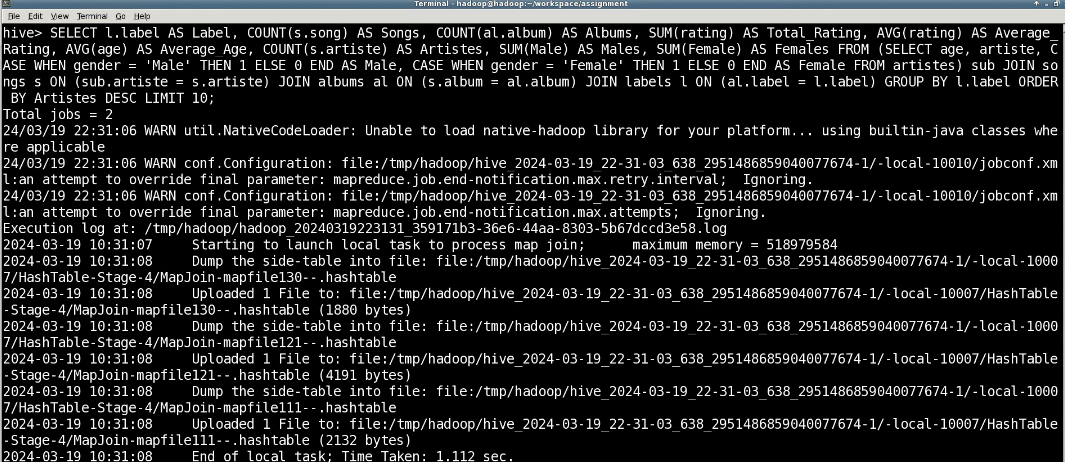 Terminal - hadoop@hadoop:~/workspace/assignment
File Edit View Terminal Go Help
hive> SELECT l.label AS Label, COUNT(s.song) AS Songs, COUNT(al.album) AS Albums, SUM(rating) AS Total_Rating, AVG(rating) AS Average_
Rating, AVG(age) AS Average_Age, COUNT(s.artiste) AS Artistes, SUM(Male) AS Males, SUM(Female) AS Females FROM (SELECT age, artiste, C
ASE WHEN gender = 'Male' THEN 1 ELSE 0 END AS Male, CASE WHEN gender = 'Female' THEN 1 ELSE 0 END AS Female FROM artistes) sub JOIN so
ngs s ON (sub.artiste = s.artiste) JOIN albums al ON (s.album = al.album) JOIN labels l ON (al.label = l.label) GROUP BY l.label ORDER
 BY Artistes DESC LIMIT 10;
Total jobs = 2
24/03/19 22:31:06 WARN util.NativeCodeLoader: Unable to load native-hadoop library for your platform... using builtin-java classes whe
re applicable
24/03/19 22:31:06 WARN conf.Configuration: file:/tmp/hadoop/hive_2024-03-19_22-31-03_638_2951486859040077674-1/-local-10010/jobconf.xm
l:an attempt to override final parameter: mapreduce.job.end-notification.max.retry.interval;  Ignoring.
24/03/19 22:31:06 WARN conf.Configuration: file:/tmp/hadoop/hive_2024-03-19_22-31-03_638_2951486859040077674-1/-local-10010/jobconf.xm
l:an attempt to override final parameter: mapreduce.job.end-notification.max.attempts;  Ignoring.
Execution log at: /tmp/hadoop/hadoop_20240319223131_359171b3-36e6-44aa-8303-5b67dccd3e58.log
2024-03-19 10:31:07     Starting to launch local task to process map join;      maximum memory = 518979584
2024-03-19 10:31:08     Dump the side-table into file: file:/tmp/hadoop/hive_2024-03-19_22-31-03_638_2951486859040077674-1/-local-1000
7/HashTable-Stage-4/MapJoin-mapfile130--.hashtable
2024-03-19 10:31:08     Uploaded 1 File to: file:/tmp/hadoop/hive_2024-03-19_22-31-03_638_2951486859040077674-1/-local-10007/HashTable
-Stage-4/MapJoin-mapfile130--.hashtable (1880 bytes)
2024-03-19 10:31:08     Dump the side-table into file: file:/tmp/hadoop/hive_2024-03-19_22-31-03_638_2951486859040077674-1/-local-1000
7/HashTable-Stage-4/MapJoin-mapfile121--.hashtable
2024-03-19 10:31:08     Uploaded 1 File to: file:/tmp/hadoop/hive_2024-03-19_22-31-03_638_2951486859040077674-1/-local-10007/HashTable
-Stage-4/MapJoin-mapfile121--.hashtable (4191 bytes)
2024-03-19 10:31:08     Dump the side-table into file: file:/tmp/hadoop/hive_2024-03-19_22-31-03_638_2951486859040077674-1/-local-1000
7/HashTable-Stage-4/MapJoin-mapfile111--.hashtable
2024-03-19 10:31:08     Uploaded 1 File to: file:/tmp/hadoop/hive_2024-03-19_22-31-03_638_2951486859040077674-1/-local-10007/HashTable
-Stage-4/MapJoin-mapfile111--.hashtable (2132 bytes)
2024-03-19 10:31:08     End of local task; Time Taken: 1.112 sec.